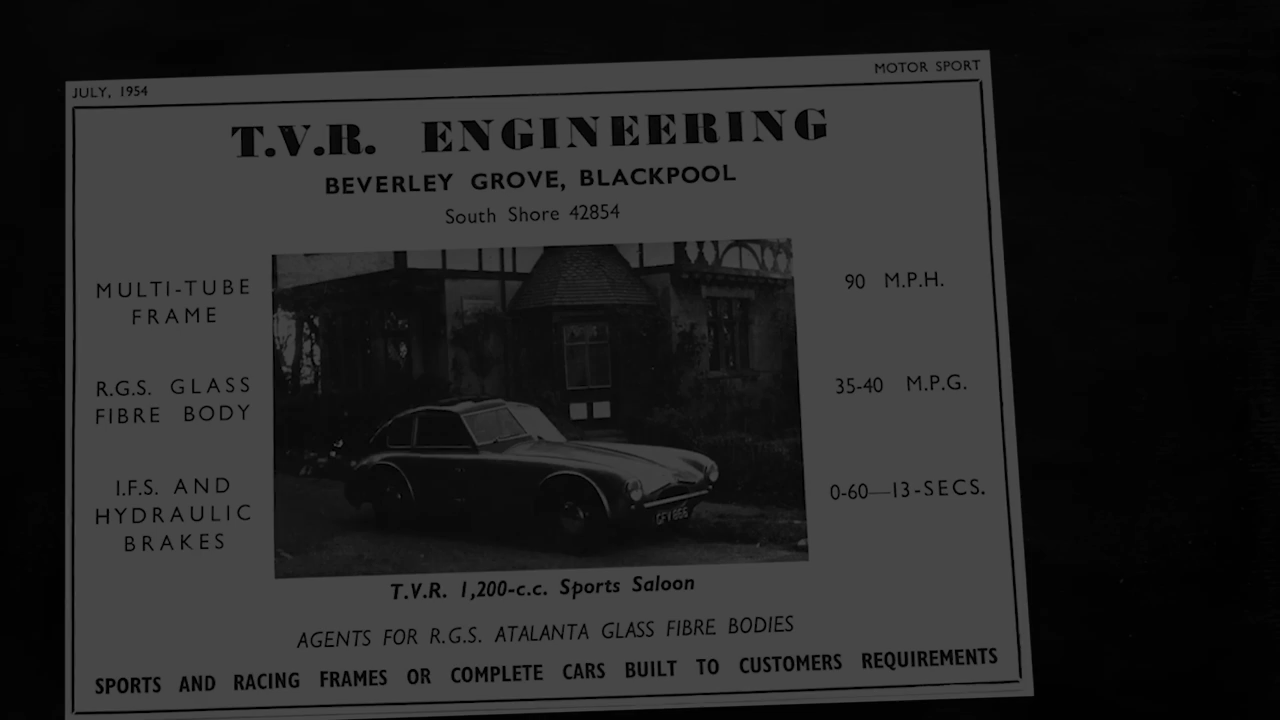 JULY, 1954
MOTOR SPORT
T.V.R. ENGINEERING
BEVERLEY GROVE, BLACKPOOL
South Shore 42854
MULTI-TUBE
FRAME
R.G.S. GLASS
FIBRE BODY
I.F.S. AND
HYDRAULIC
BRAKES
90 M.P.H.
35-40 M.P.G.
0-60—13-SECS.
T.V.R. 1,200-c.c. Sports Saloon
AGENTS FOR R.G.S. ATALANTA GLASS FIBRE BODIES
SPORTS AND RACING FRAMES OR COMPLETE CARS BUILT TO CUSTOMERS REQUIREMENTS